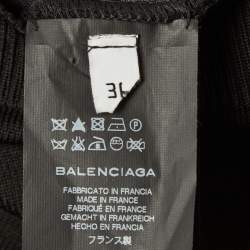 36
BALENCIAGA
FABBRICATO IN FRANCIA
MADE IN FRANCE
FABRIQUÉ EN FRANCE
GEMACHT IN FRANKREICH
HECHO EN FRANCIA
フランス製